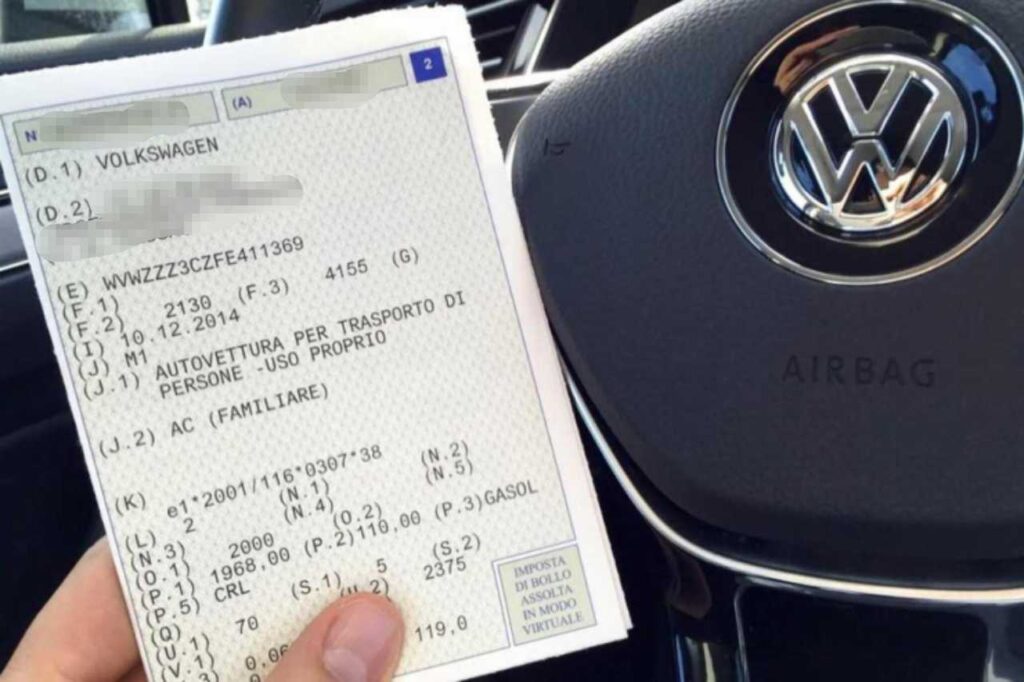 2
N
(A)
(D.1) VOLKSWAGEN
(D.2)
(E) WVWZZZ3CZFE411369
(F.1)
(F.2) 2130 (F.3) 4155 (G)
(I) 10.12.2014
(J) M1
(J.1) AUTOVETTURA PER TRASPORTO DI
PERSONE -USO PROPRIO
(J.2) AC (FAMILIARE)
(K) e1*2001/116*0307*38
(L) 2 (N.1) (N.2)
(N.3) (N.4) (N.5)
(O.1) 2000 (O.2)
(P.1) 1968,00 (P.2)110,00 (P.3)GASOL
(P.5) CRL (S.1) 5 (S.2)
(Q)
(U.1) 70 2375
119.0
IMPOSTA
DI BOLLO
ASSOLTA
IN MODO
VIRTUALE
VW
AIRBAG